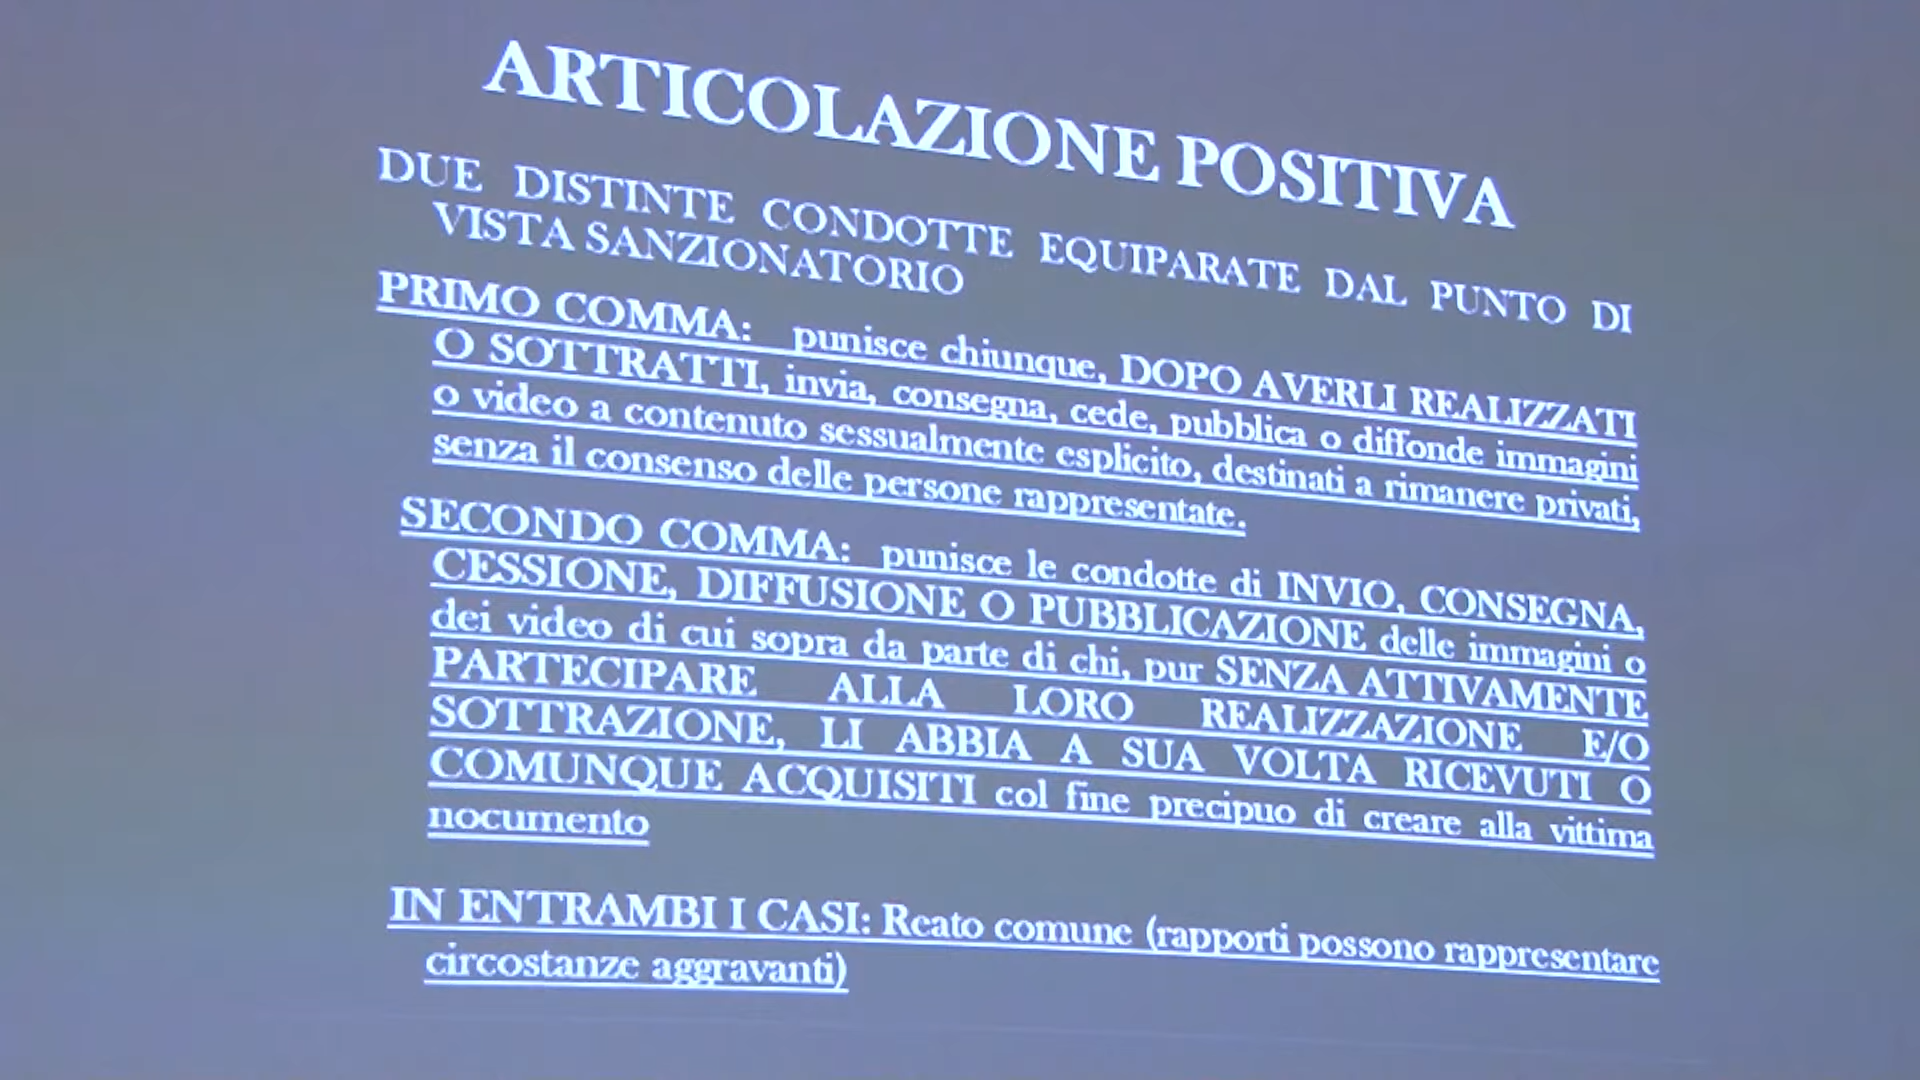 ARTICOLAZIONE POSITIVA
DUE DISTINTE CONDOTTE EQUIPARATE DAL PUNTO DI
VISTA SANZIONATORIO
PRIMO COMMA: punisce chiunque, DOPO AVERLI REALIZZATI
O SOTTRATTI, invia, consegna, cede, pubblica o diffonde immagini
o video a contenuto sessualmente esplicito, destinati a rimanere privati,
senza il consenso delle persone rappresentate.
SECONDO COMMA: punisce le condotte di INVIO, CONSEGNA,
CESSIONE, DIFFUSIONE O PUBBLICAZIONE delle immagini o
dei video di cui sopra da parte di chi, pur SENZA ATTIVAMENTE
PARTECIPARE ALLA LORO REALIZZAZIONE E/O
SOTTRAZIONE, LI ABBIA A SUA VOLTA RICEVUTI O
COMUNQUE ACQUISITI col fine precipuo di creare alla vittima
nocumento
IN ENTRAMBI I CASI: Reato comune (rapporti possono rappresentare
circostanze aggravanti)